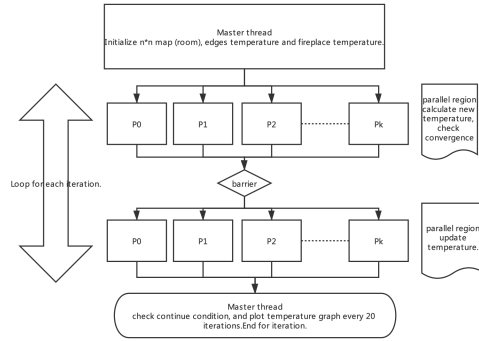 Master thread
Initialize n*n map (room), edges temperature and fireplace temperature.
P0
P1
P2
Pk
parallel region
calculate new
temperature,
check
convergence
Loop for each iteration.
barrier
P0
P1
P2
Pk
parallel region
update
temperature.
Master thread
check continue condition, and plot temperature graph every 20
iterations.End for iteration.